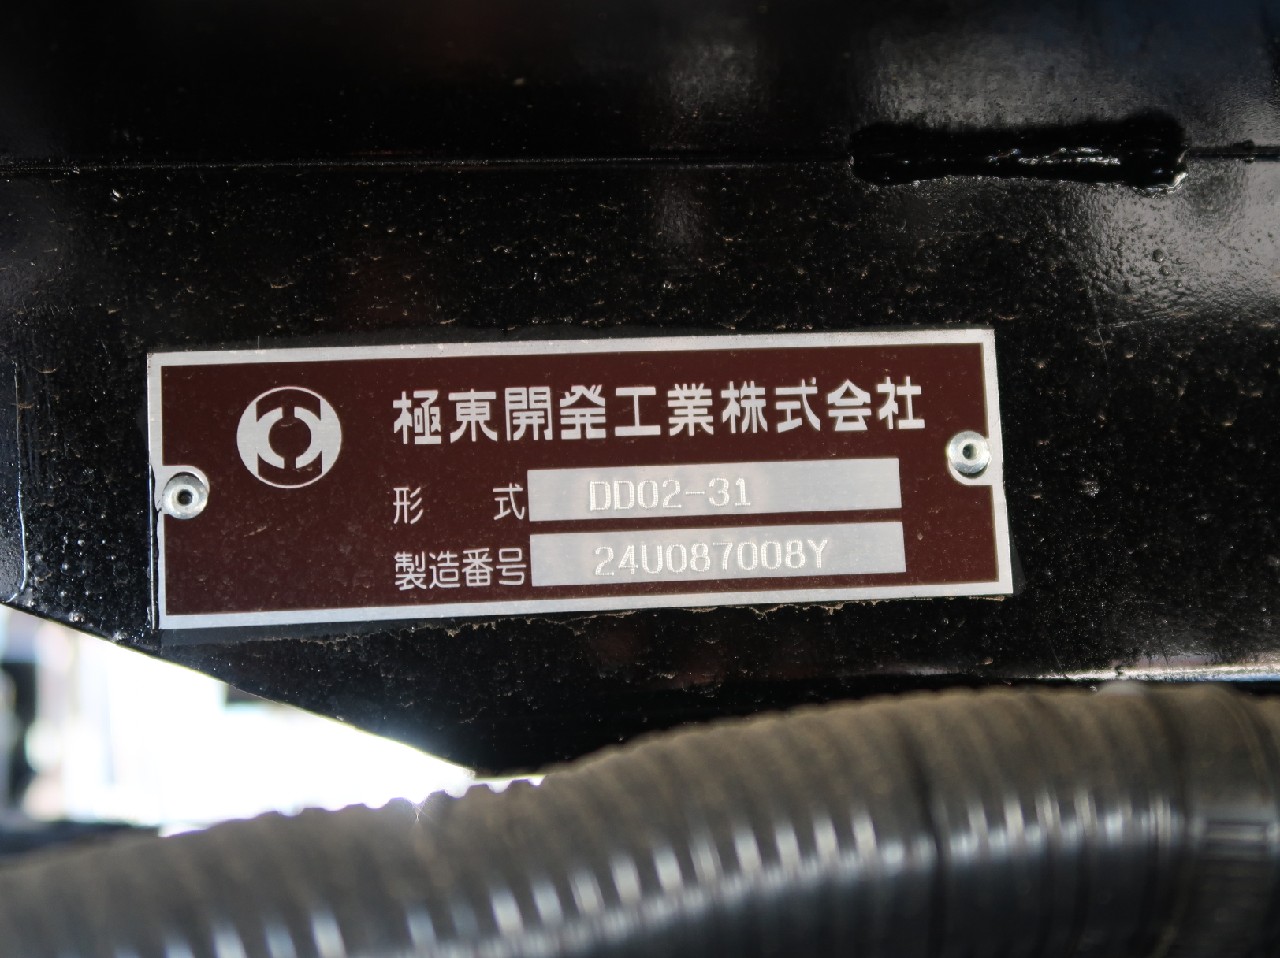 極東開発工業株式会社
形式 DD02-31
製造番号 24U087008Y